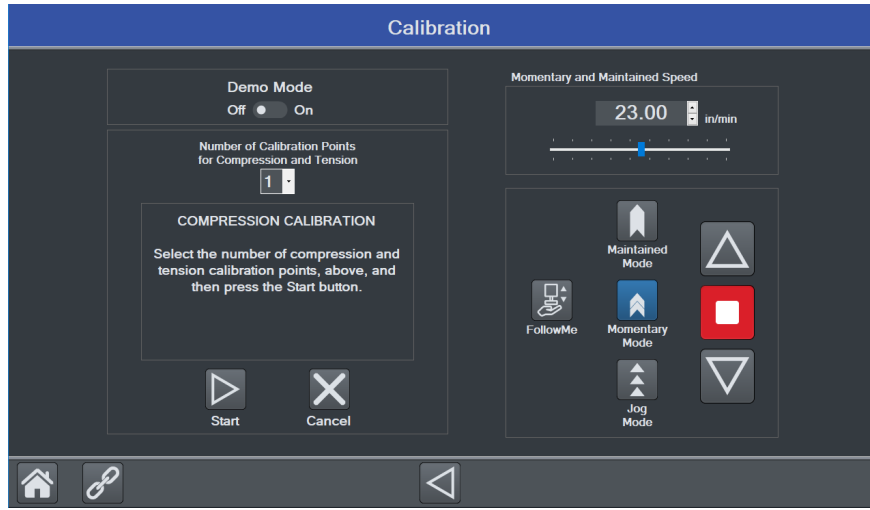 Calibration
Demo Mode
Off On
Number of Calibration Points
for Compression and Tension
1
COMPRESSION CALIBRATION
Select the number of compression and
tension calibration points, above, and
then press the Start button.
Start
Cancel
Momentary and Maintained Speed
23.00 in/min
Maintained
Mode
FollowMe
Momentary
Mode
Jog
Mode